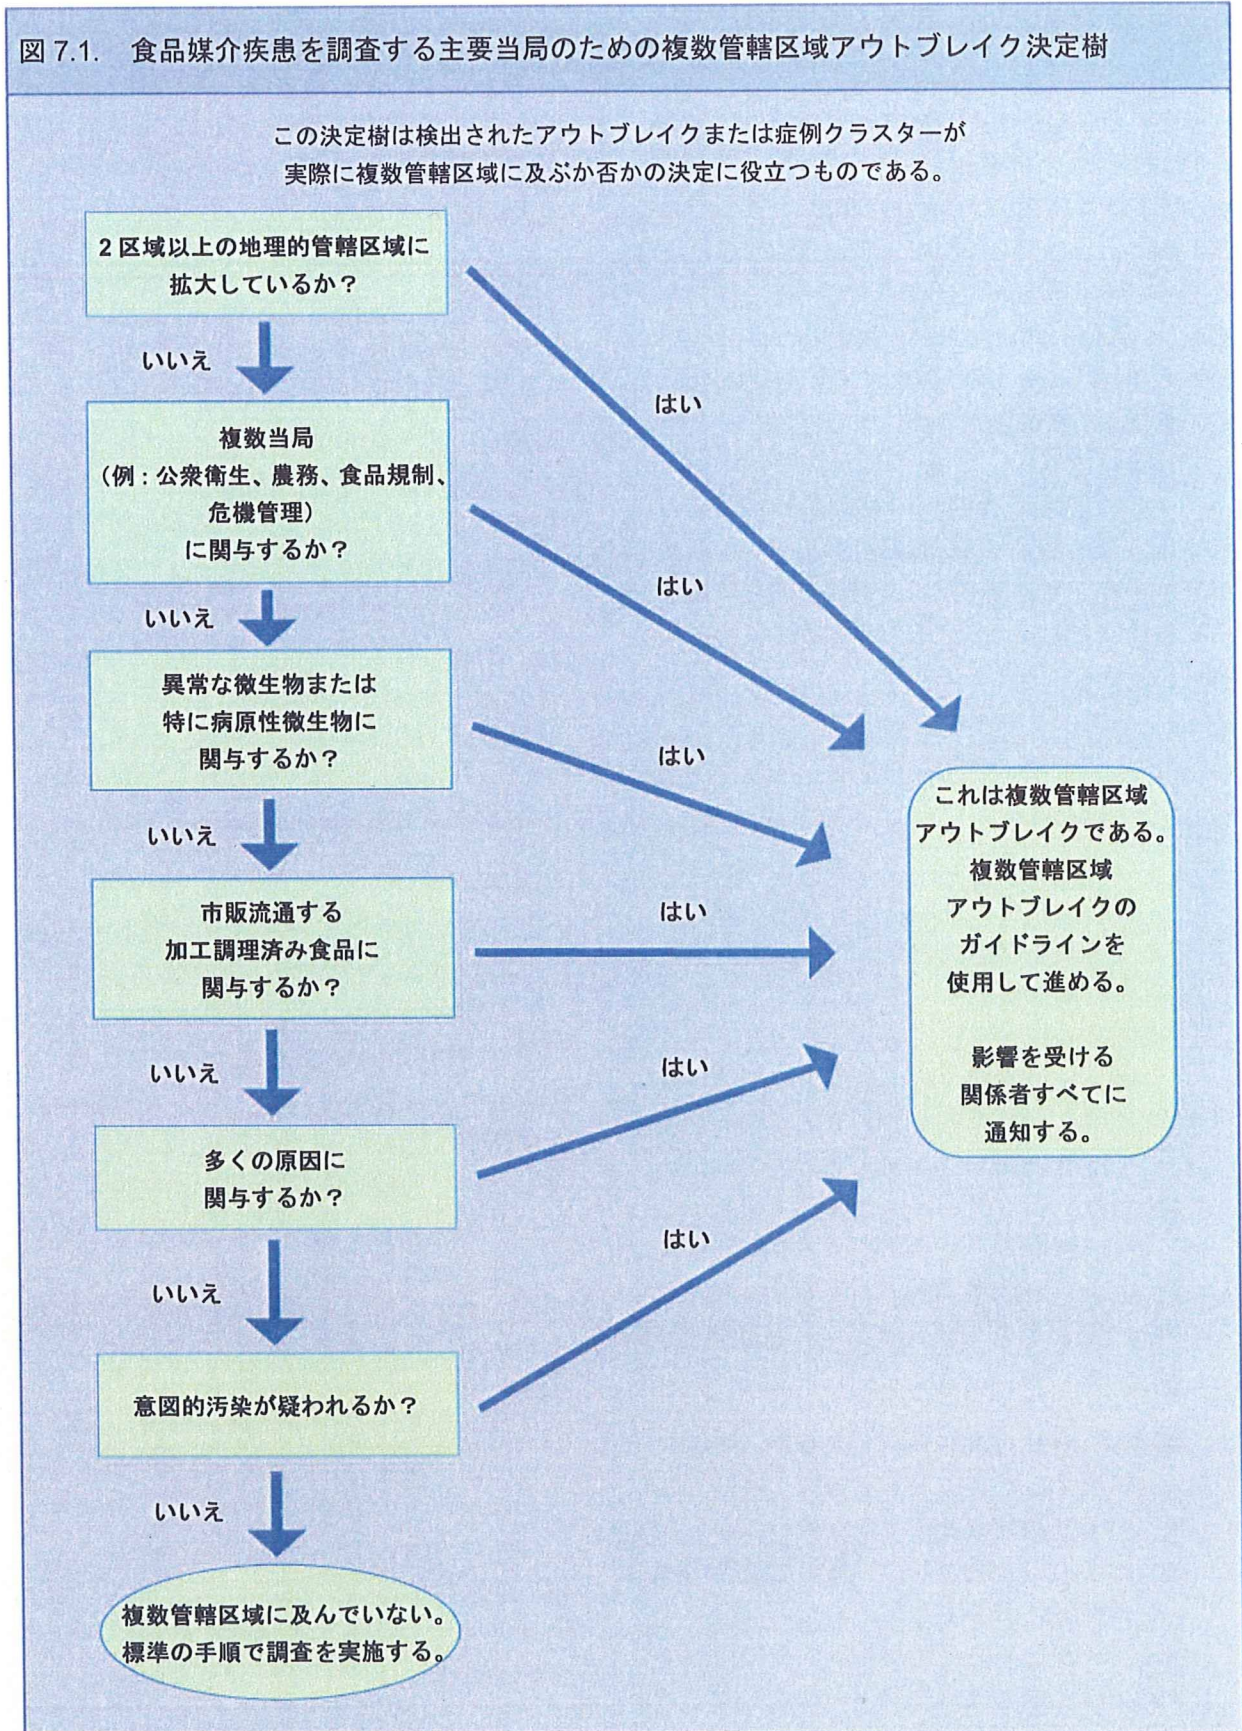 図 7.1. 食品媒介疾患を調査する主要当局のための複数管轄区域アウトブレイク決定樹
この決定樹は検出されたアウトブレイクまたは症例クラスターが
実際に複数管轄区域に及ぶか否かの決定に役立つものである。
2 区域以上の地理的管轄区域に
拡大しているか？
はい
いいえ
複数当局
（例：公衆衛生、農務、食品規制、
危機管理）
に関与するか？
はい
いいえ
異常な微生物または
特に病原性微生物に
関与するか？
はい
いいえ
市販流通する
加工調理済み食品に
関与するか？
はい
いいえ
多くの原因に
関与するか？
はい
いいえ
意図的汚染が疑われるか？
はい
いいえ
複数管轄区域に及んでいない。
標準の手順で調査を実施する。
これは複数管轄区域
アウトブレイクである。
複数管轄区域
アウトブレイクの
ガイドラインを
使用して進める。
影響を受ける
関係者すべてに
通知する。